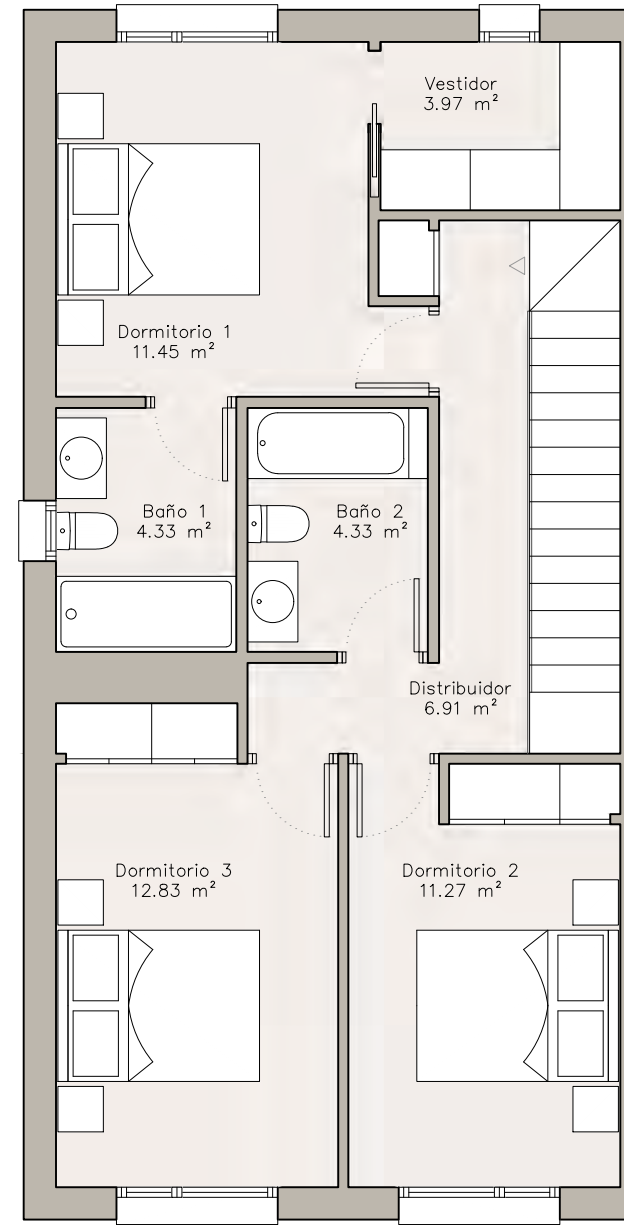 Vestidor
3.97 m²
Dormitorio 1
11.45 m²
Baño 1
4.33 m²
Baño 2
4.33 m²
Distribuidor
6.91 m²
Dormitorio 3
12.83 m²
Dormitorio 2
11.27 m²